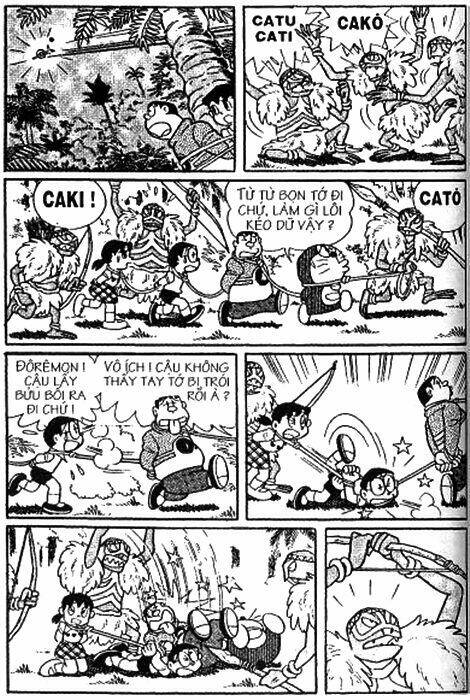 CATU
CATI
CAKÔ
CAKI !
TỪ TỪ BỌN TỚ ĐI
CHỨ, LÀM GÌ LÔI
KÉO DỮ VẬY ?
CATÔ
ĐÔRÊMON !
CẬU LẤY
BỬU BỐI RA
ĐI CHỨ !
VÔ ÍCH ! CẬU KHÔNG
THẤY TAY TỚ BỊ TRÓI
RỒI À ?